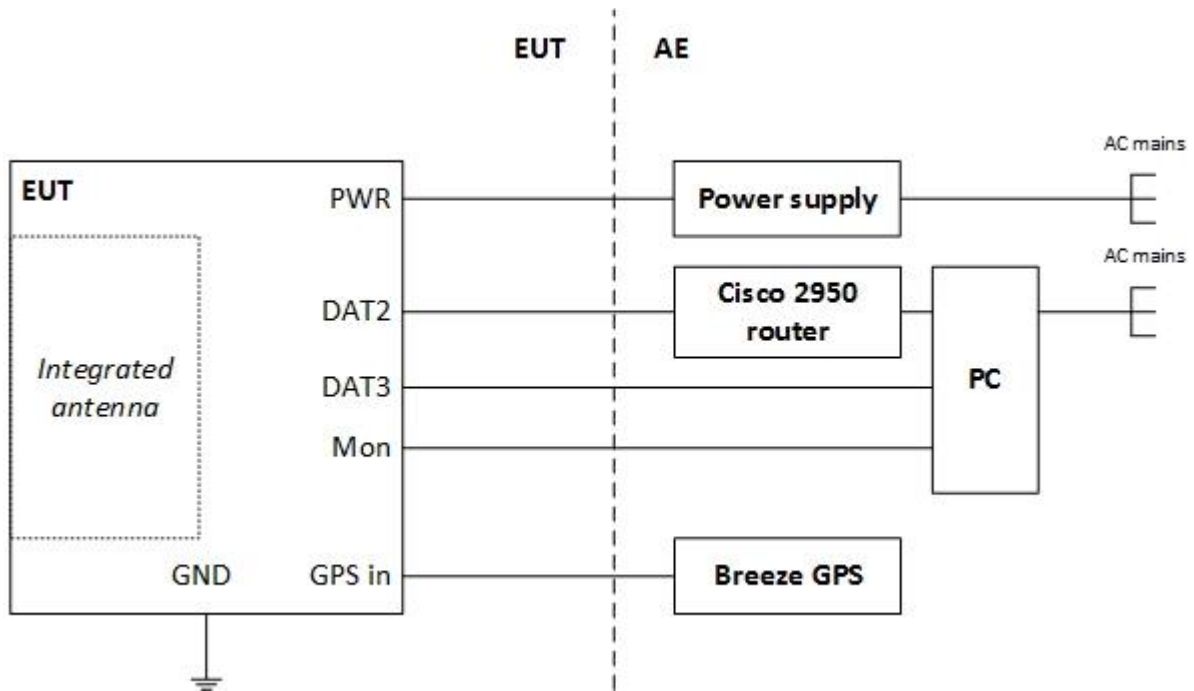 EUT
AE
AC mains
EUT
PWR
Power supply
AC mains
DAT2
Cisco 2950
router
Integrated
antenna
DAT3
PC
Mon
GND
GPS in
Breeze GPS